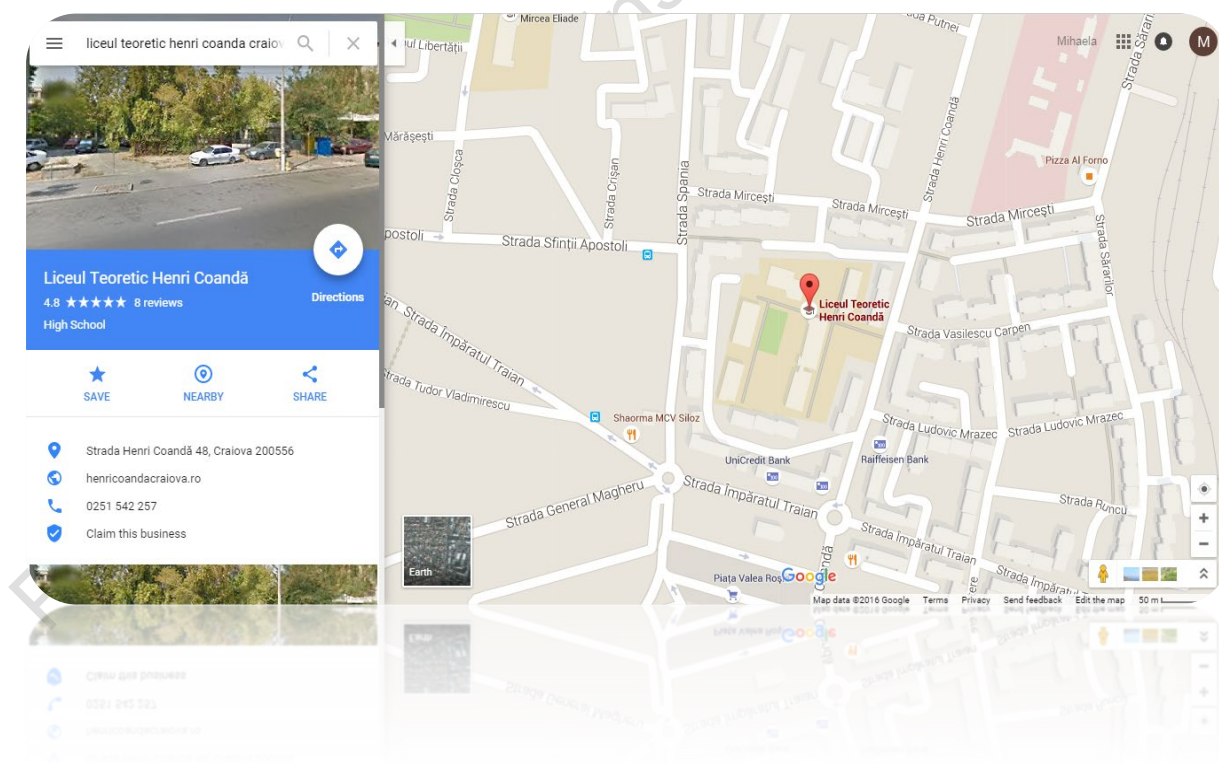 liceul teoretic henri coanda craiov
Liceul Teoretic Henri Coandă
4.8 ★★★★★ 8 reviews
High School
Directions
SAVE
NEARBY
SHARE
Strada Henri Coandă 48, Craiova 200556
henricoandacraiova.ro
0251 542 257
Claim this business
Mihaela
M
Mircea Eliade
ul Libertății
Mărășești
Strada Cloșca
Strada Crișan
Strada Spania
Strada Henri Coandă
Strada Sărari
Pizza Al Forno
Strada Mircești
Strada Mircești
Strada Mircești
Strada Sărarilor
postoli
Strada Sfinții Apostoli
Liceul Teoretic
Henri Coandă
Strada Vasilescu Carpen
Strada Împăratul Traian
Strada Tudor Vladimirescu
Shaorma MCV Siloz
Strada Ludovic Mrazec
Strada Ludovic Mrazec
UniCredit Bank
Raiffeisen Bank
Strada General Magheru
Strada Împăratul Traian
Strada Runcu
Strada Împăratul Traian
Strada Împărat
Piața Valea Roș
Google
Earth
Map data ©2016 Google
Terms
Privacy
Send feedback
Edit the map
50 m